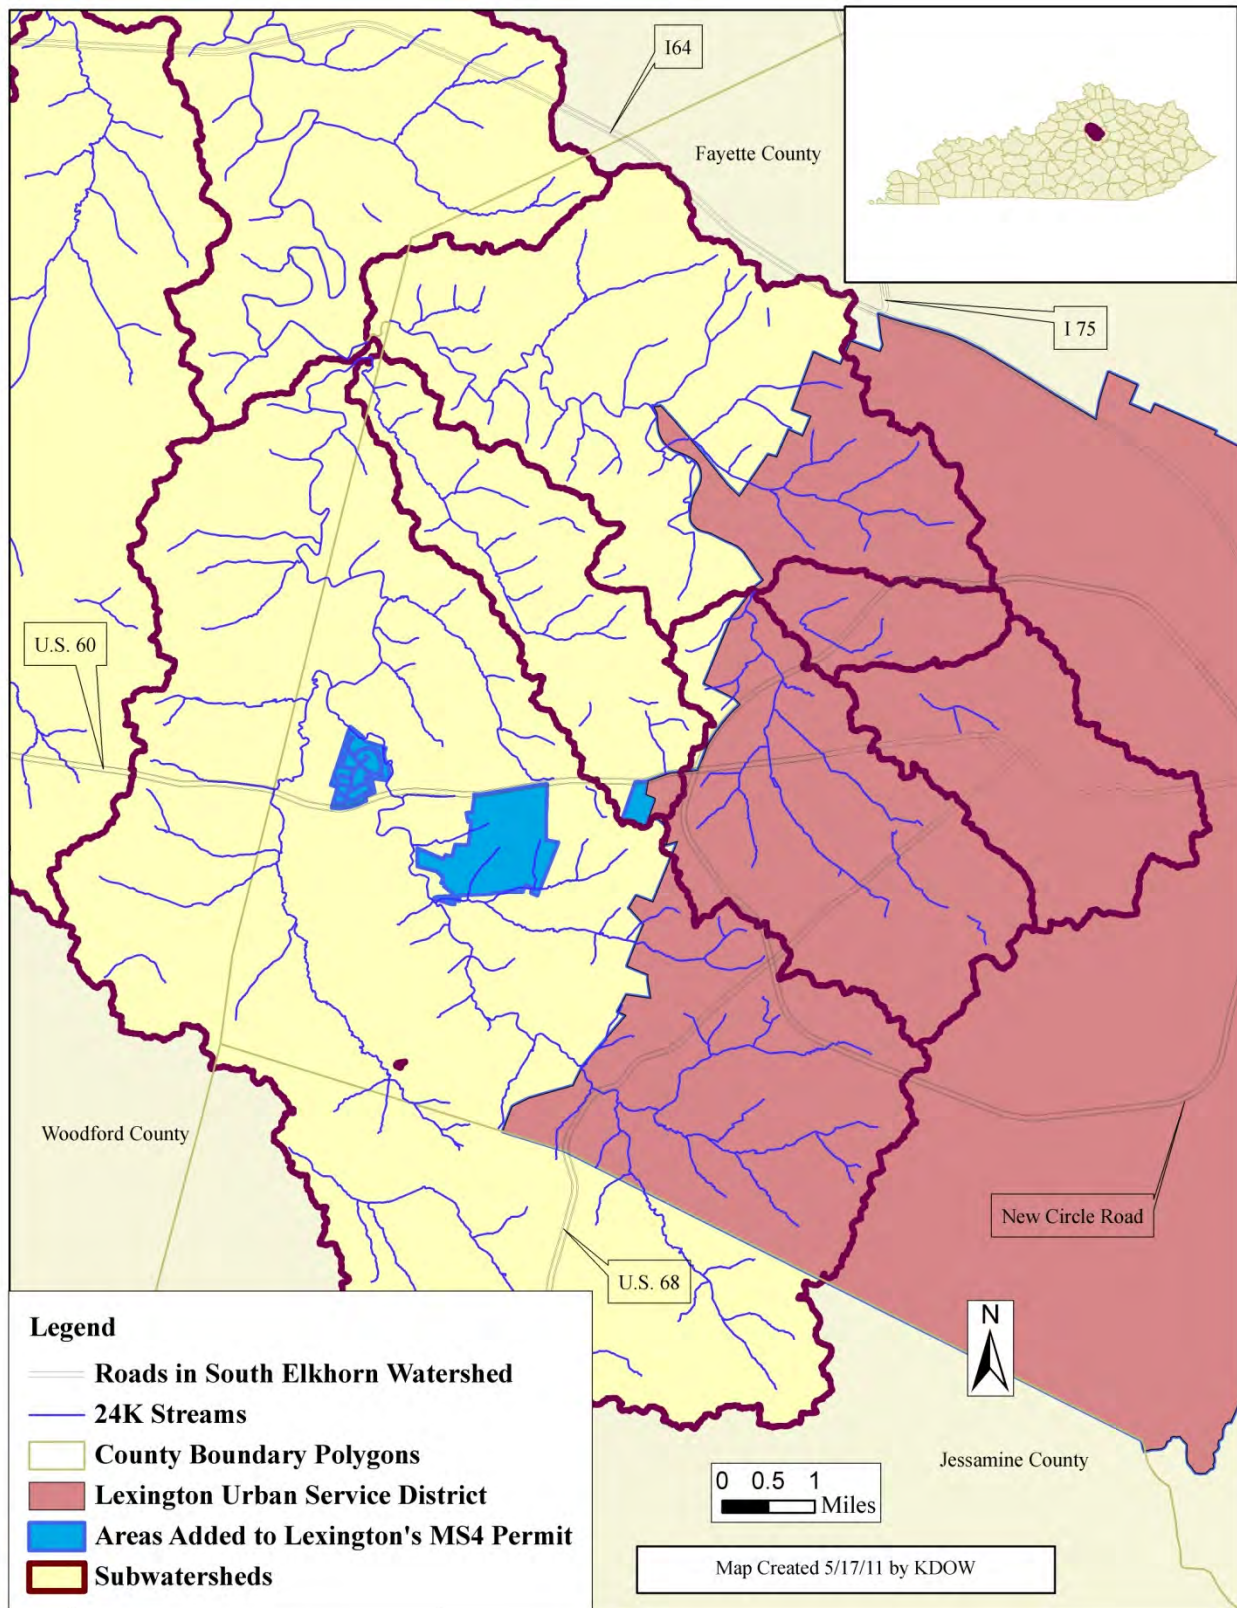 I64
Fayette County
I 75
U.S. 60
Woodford County
New Circle Road
U.S. 68
Legend
Roads in South Elkhorn Watershed
24K Streams
County Boundary Polygons
Lexington Urban Service District
Areas Added to Lexington's MS4 Permit
Subwatersheds
N
Jessamine County
0 0.5 1
Miles
Map Created 5/17/11 by KDOW